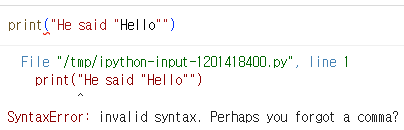 print("He said "Hello"")
File "/tmp/ipython-input-1201418400.py", line 1
print("He said "Hello"")
^
SyntaxError: invalid syntax. Perhaps you forgot a comma?